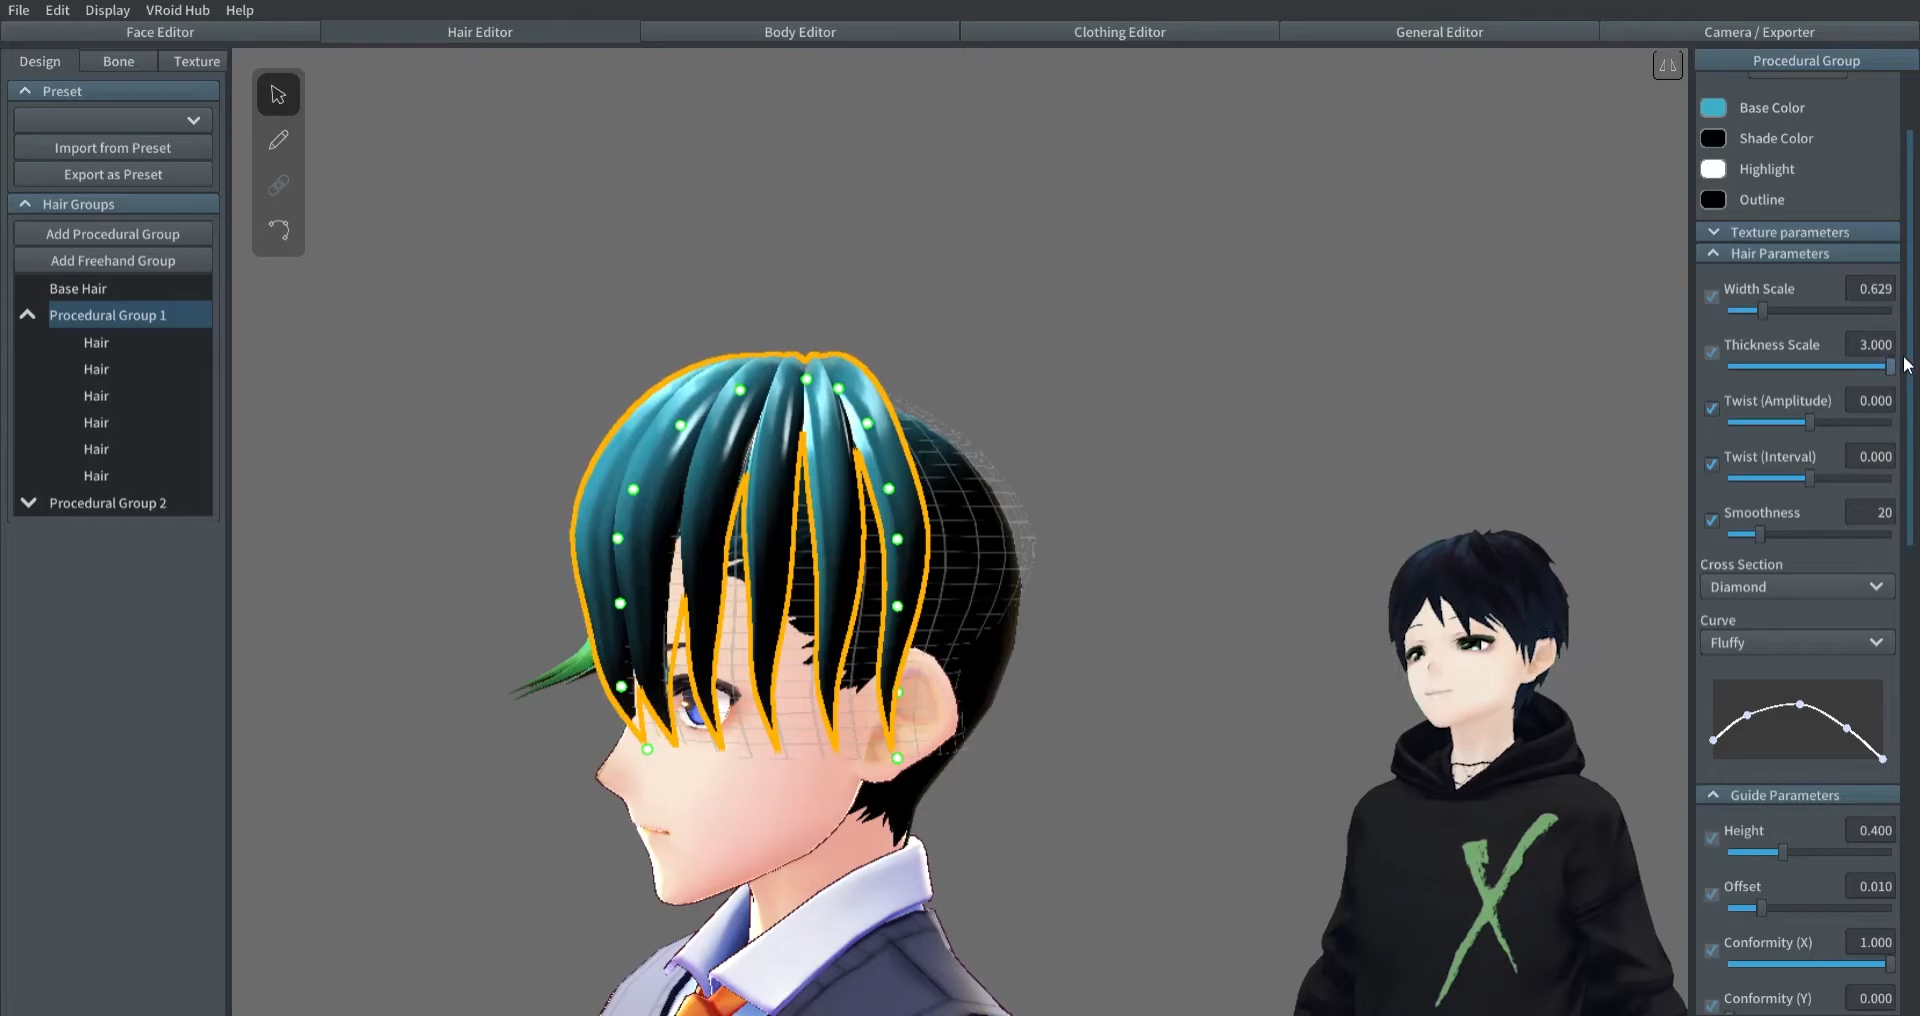 File Edit Display VRoid Hub Help
Face Editor Hair Editor Body Editor Clothing Editor General Editor Camera / Exporter
Design Bone Texture
Preset
Import from Preset
Export as Preset
Hair Groups
Add Procedural Group
Add Freehand Group
Base Hair
Procedural Group 1
Hair
Hair
Hair
Hair
Hair
Hair
Procedural Group 2
X
Procedural Group
Base Color
Shade Color
Highlight
Outline
Texture parameters
Hair Parameters
Width Scale 0.629
Thickness Scale 3.000
Twist (Amplitude) 0.000
Twist (Interval) 0.000
Smoothness 20
Cross Section
Diamond
Curve
Fluffy
Guide Parameters
Height 0.400
Offset 0.010
Conformity (X) 1.000
Conformity (Y) 0.000